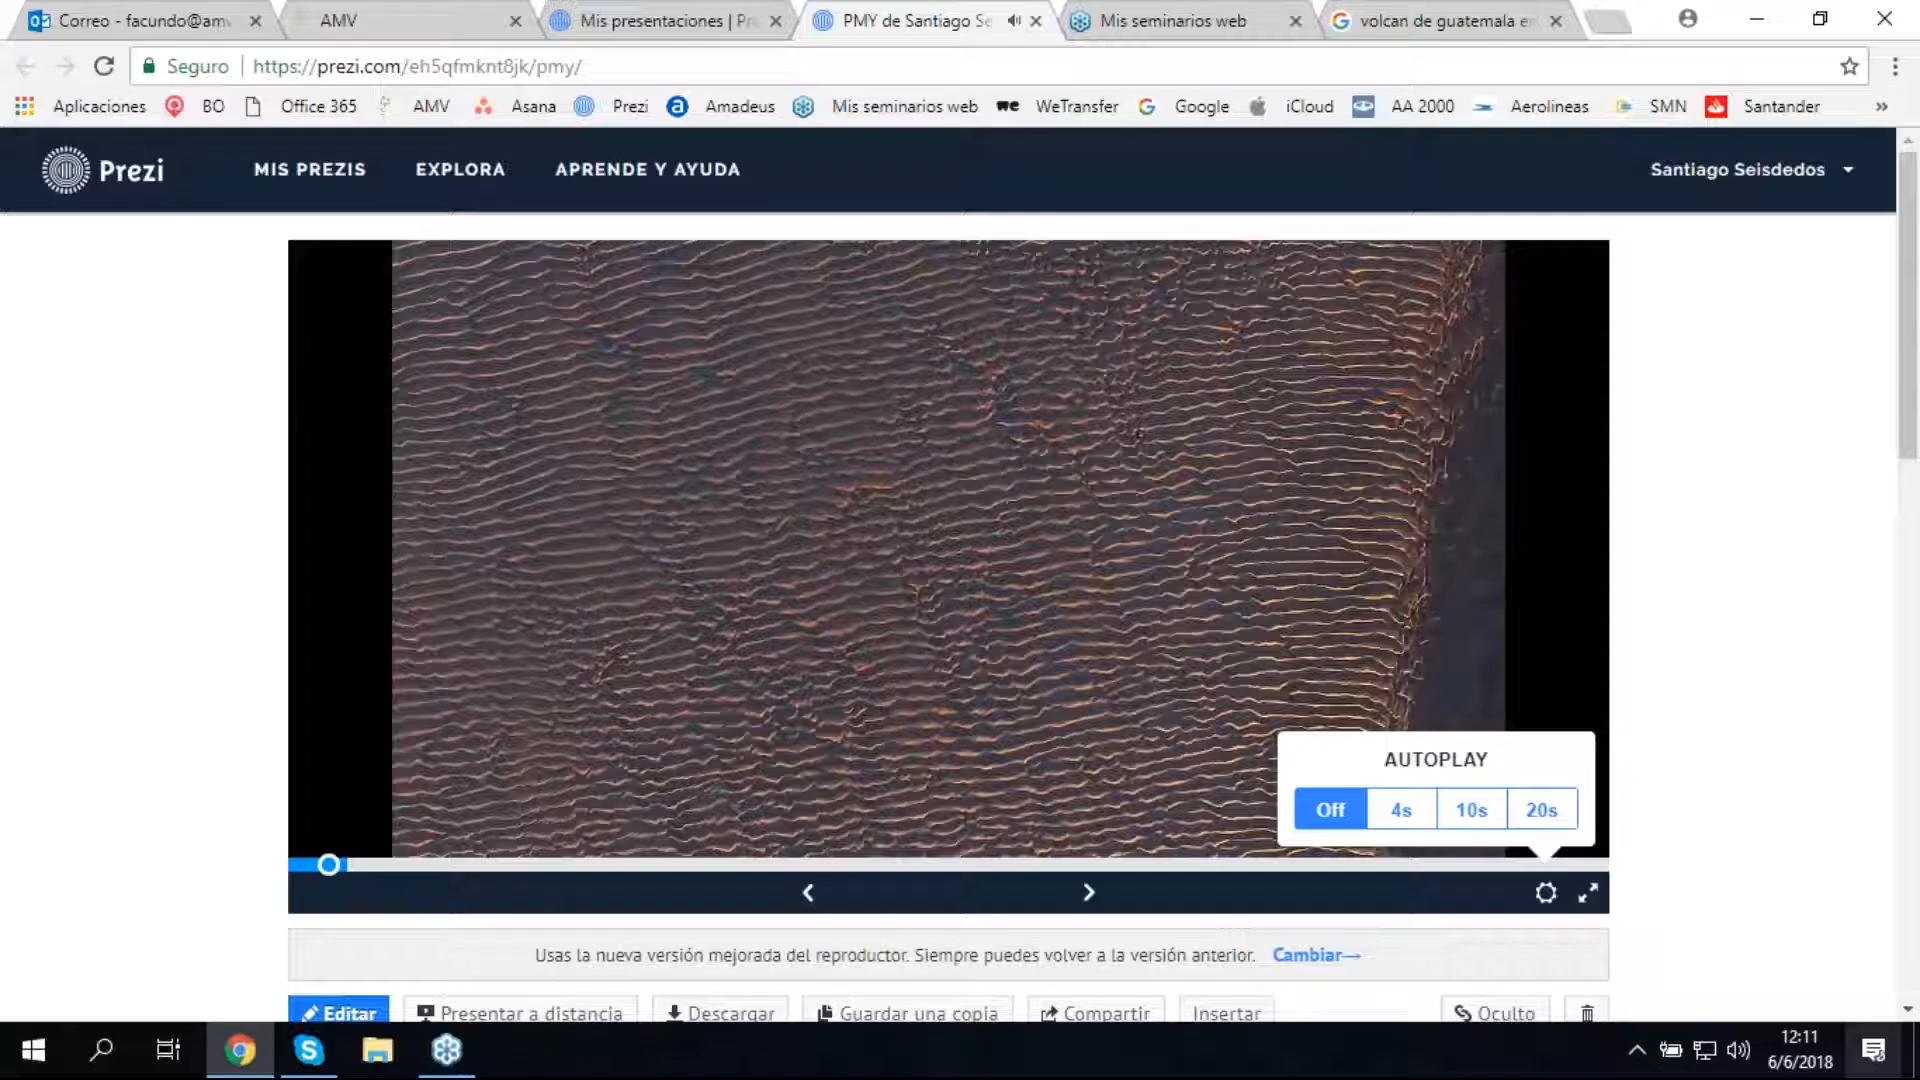 Correo - facundo@amv
AMV
Mis presentaciones | Pr
PMY de Santiago Se
Mis seminarios web
volcan de guatemala e
Seguro https://prezi.com/eh5qfmknt8jk/pmy/
Aplicaciones BO Office 365 AMV Asana Prezi Amadeus Mis seminarios web WeTransfer Google iCloud AA 2000 Aerolineas SMN Santander »
Prezi MIS PREZIS EXPLORA APRENDE Y AYUDA Santiago Seisdedos
AUTOPLAY
Off 4s 10s 20s
Usas la nueva versión mejorada del reproductor. Siempre puedes volver a la versión anterior. Cambiar→
Editar Presentar a distancia Descargar Guardar una copia Compartir Insertar Oculto
12:11
6/6/2018